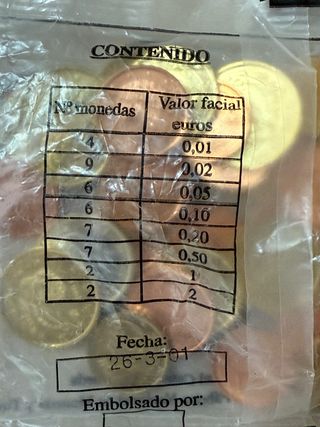 CONTENIDO
Nº monedas Valor facial euros
4 0,01
9 0,02
6 0,05
6 0,10
7 0,20
7 0,50
2 1
2 2
Fecha:
26-3-01
Embolsado por: